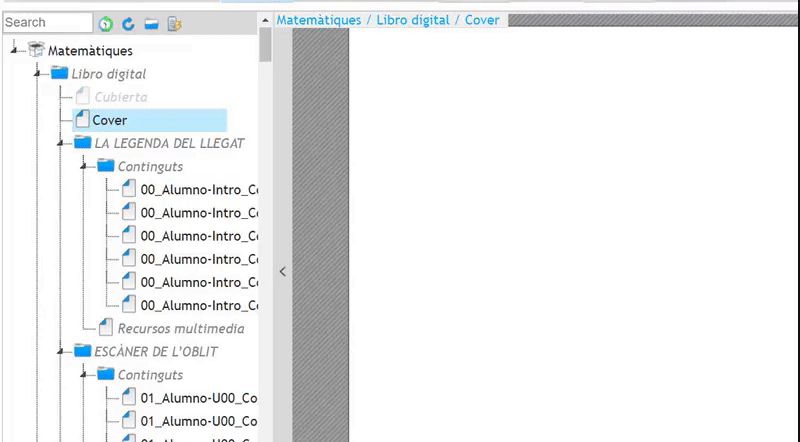 Search
Matemàtiques / Libro digital / Cover
Matemàtiques
Libro digital
Cubierta
Cover
LA LEGENDA DEL LLEGAT
Continguts
00_Alumno-Intro_Co
00_Alumno-Intro_Co
00_Alumno-Intro_Co
00_Alumno-Intro_Co
00_Alumno-Intro_Co
00_Alumno-Intro_Co
Recursos multimedia
ESCÀNER DE L'OBLIT
Continguts
01_Alumno-U00_Co
01_Alumno-U00_Co